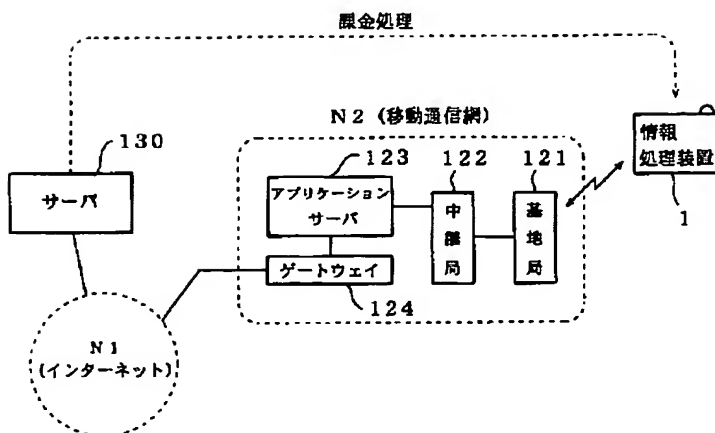 課金処理
N2 (移動通信網)
情報
処理装置
1
130
123
122
121
サーバ
アプリケーション
サーバ
中継局
基地局
ゲートウェイ
124
N1
(インターネット)